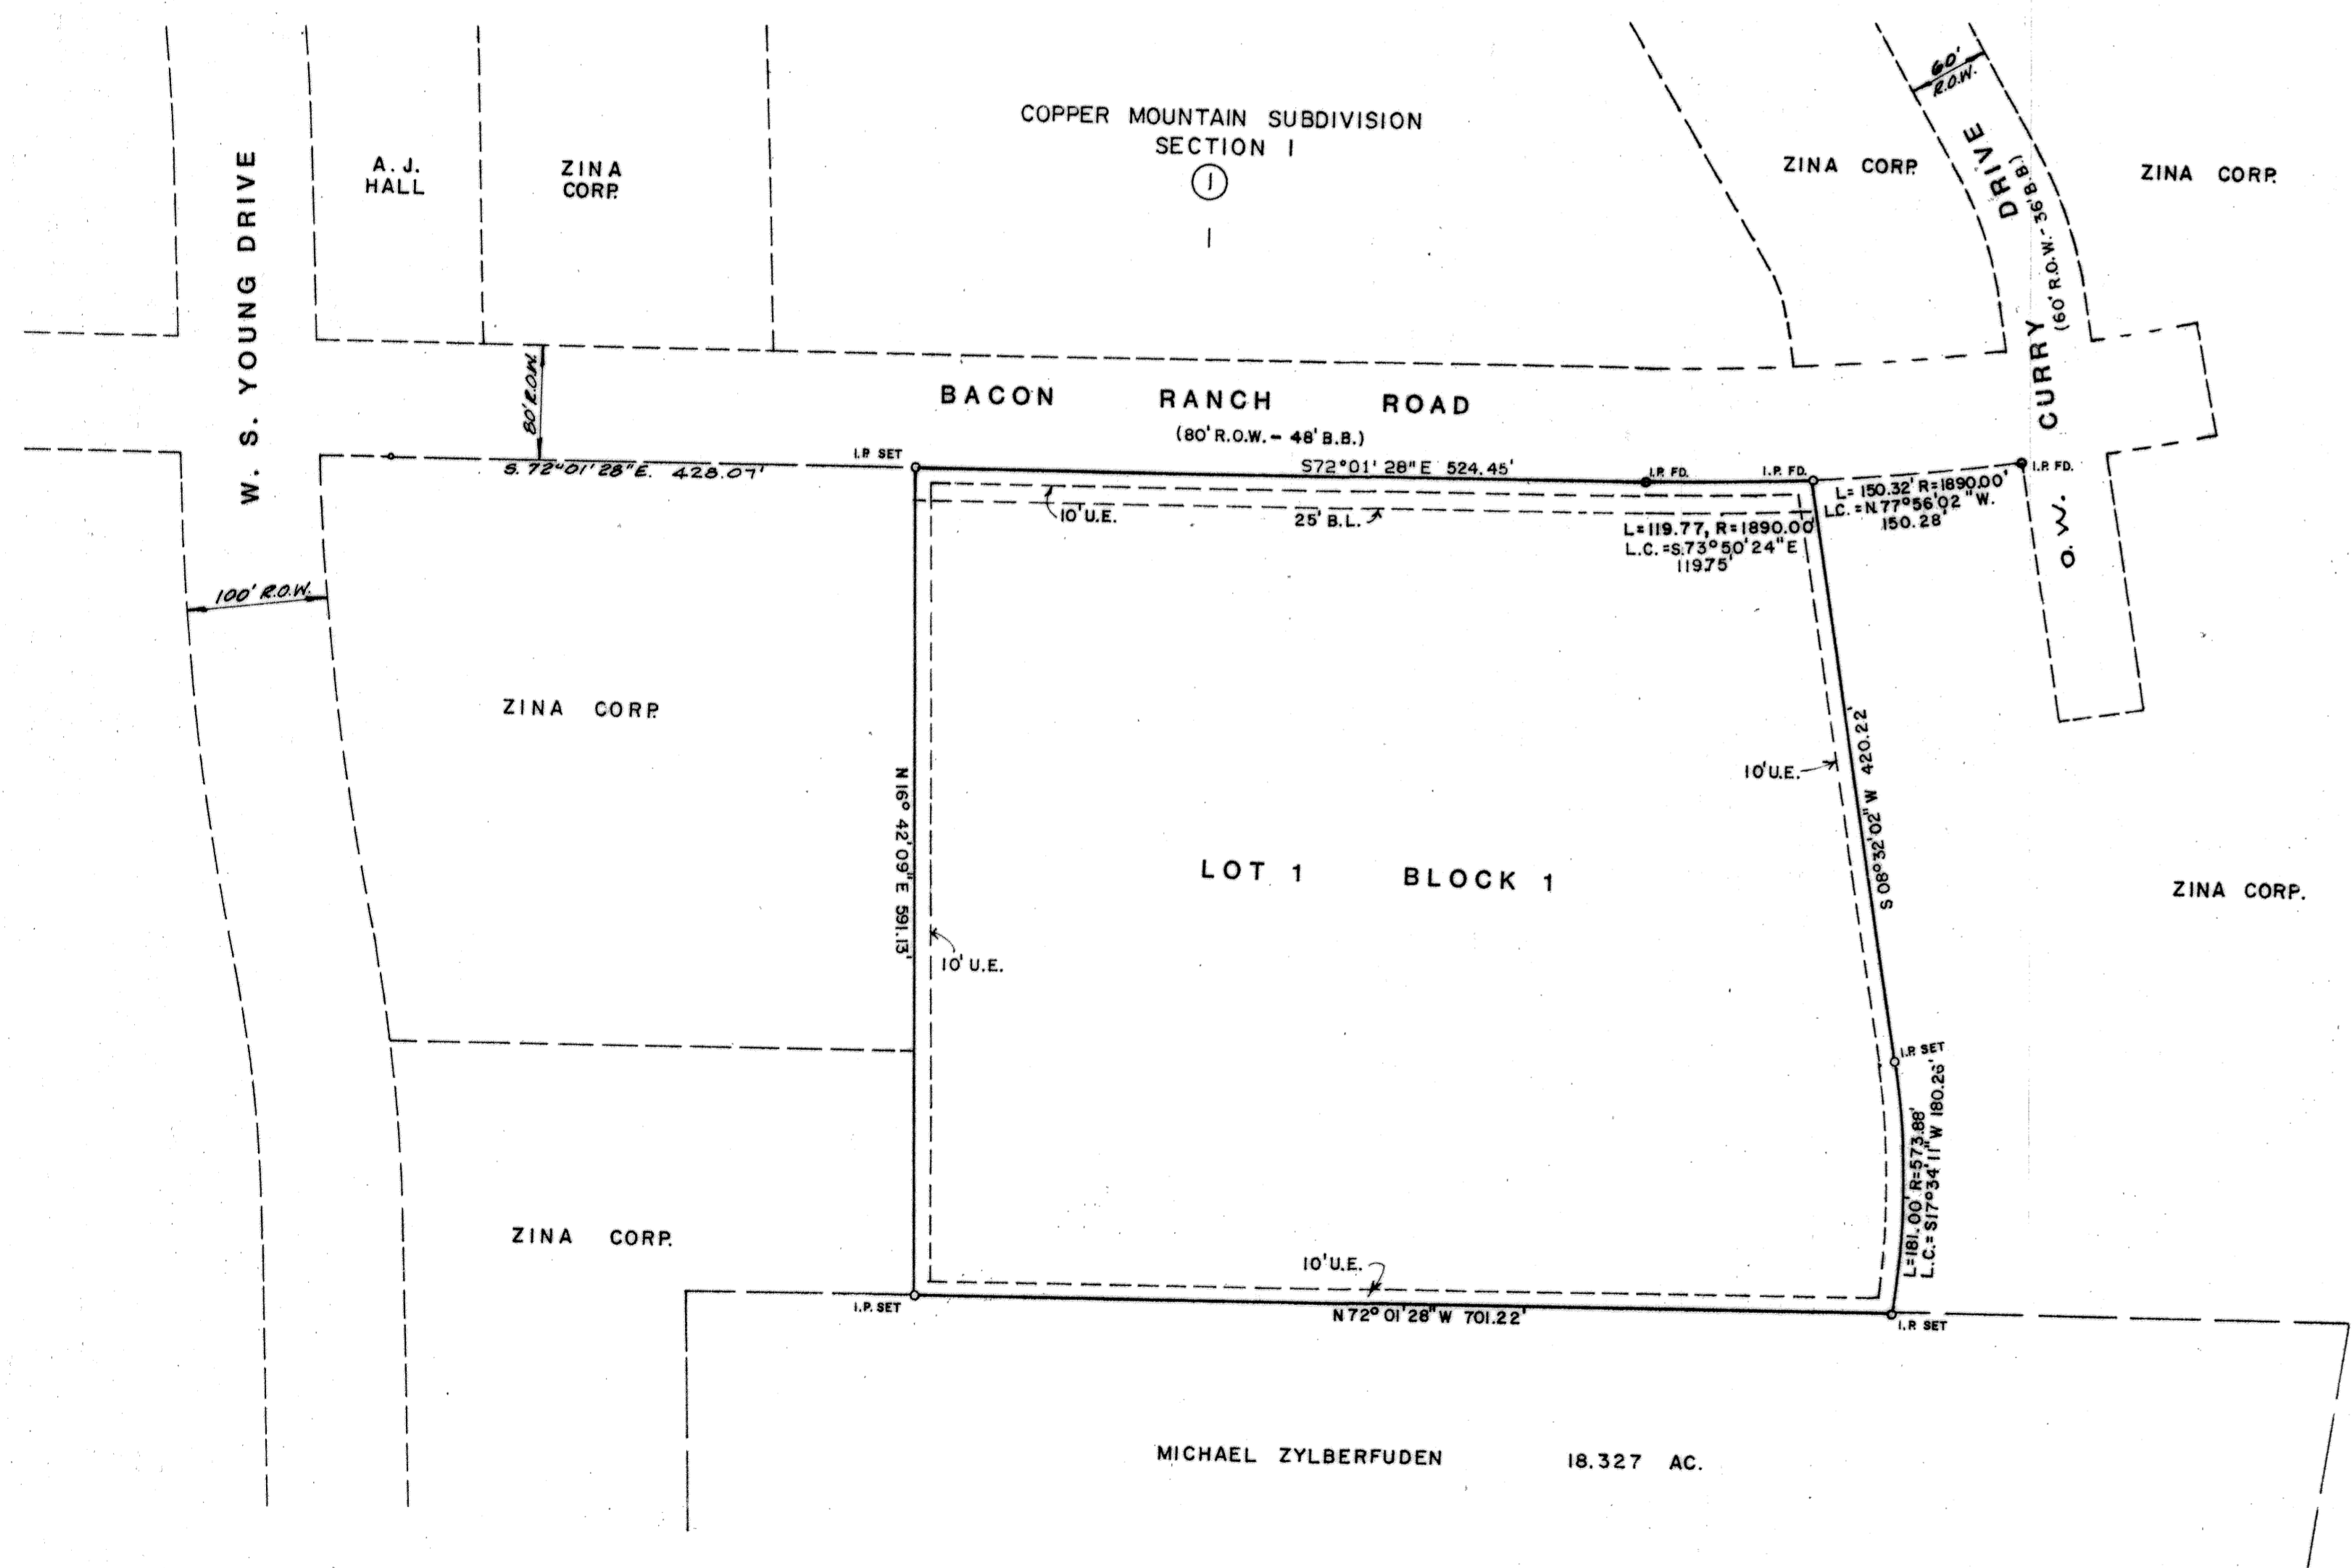 COPPER MOUNTAIN SUBDIVISION
SECTION 1
1
1
A. J.
HALL
ZINA
CORP.
ZINA CORP.
ZINA CORP.
60'
R.O.W.
O. W. CURRY DRIVE
(60' R.O.W. - 36' B.B.)
W. S. YOUNG DRIVE
80' R.O.W.
BACON RANCH ROAD
(80' R.O.W. - 48' B.B.)
I.P. SET
S. 72°01'28"E. 428.07'
S72°01'28"E 524.45'
I.P. FD.
I.P. FD.
I.P. FD.
L= 150.32' R=1890.00'
L.C. = N.77°56'02"W.
150.28'
10' U.E.
25' B.L.
L=119.77, R=1890.00'
L.C. =S.73°50'24"E
119.75'
100' R.O.W.
ZINA CORP.
N 16° 42' 09" E 591.13'
10' U.E.
LOT 1 BLOCK 1
10' U.E.
S 08°32'02" W 420.22'
ZINA CORP.
I.P. SET
L=181.00' R=573.88'
L.C.= S17°34'11" W 180.26'
ZINA CORP.
10' U.E.
I.P. SET
N 72° 01' 28" W 701.22'
I.P. SET
MICHAEL ZYLBERFUDEN 18.327 AC.